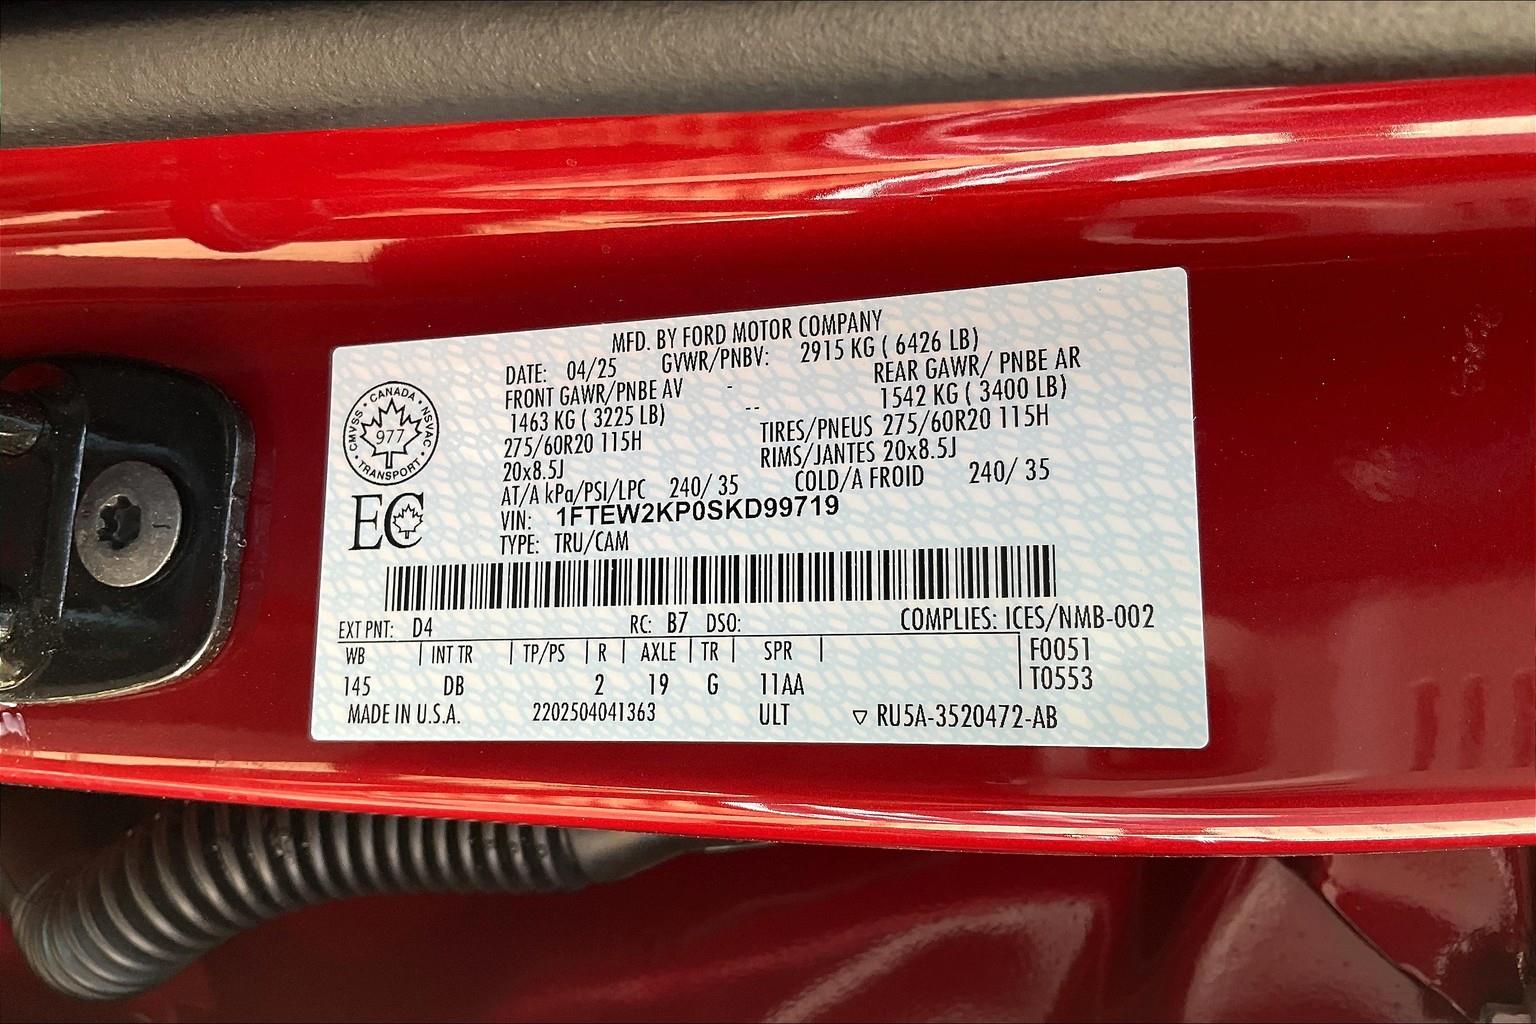 MFD. BY FORD MOTOR COMPANY
DATE: 04/25 GVWR/PNBV: 2915 KG ( 6426 LB)
FRONT GAWR/PNBE AV - REAR GAWR/ PNBE AR
1463 KG ( 3225 LB) -- 1542 KG ( 3400 LB)
275/60R20 115H TIRES/PNEUS 275/60R20 115H
20x8.5J RIMS/JANTES 20x8.5J
AT/A kPa/PSI/LPC 240/ 35 COLD/A FROID 240/ 35
VIN: 1FTEW2KP0SKD99719
TYPE: TRU/CAM
CANADA
CMVSS NSVAC
977
TRANSPORT
EC
EXT PNT: D4 RC: B7 DSO: COMPLIES: ICES/NMB-002
WB | INT TR | TP/PS | R | AXLE | TR | SPR | F0051
145 DB 2 19 G 11AA T0553
MADE IN U.S.A. 2202504041363 ULT ▽ RU5A-3520472-AB